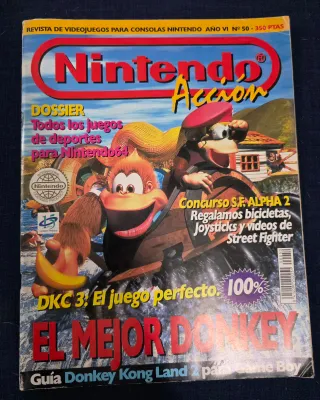 REVISTA DE VIDEOJUEGOS PARA CONSOLAS NINTENDO AÑO VI Nº 50 - 350 PTAS
Nintendo®
Acción
DOSSIER
Todos los juegos
de deportes
para Nintendo64
Nintendo
Concurso S.F. ALPHA 2
Regalamos bicicletas,
Joysticks y videos de
Street Fighter
DKC 3: El juego perfecto.
100%
EL MEJOR DONKEY
Guía Donkey Kong Land 2 para Game Boy